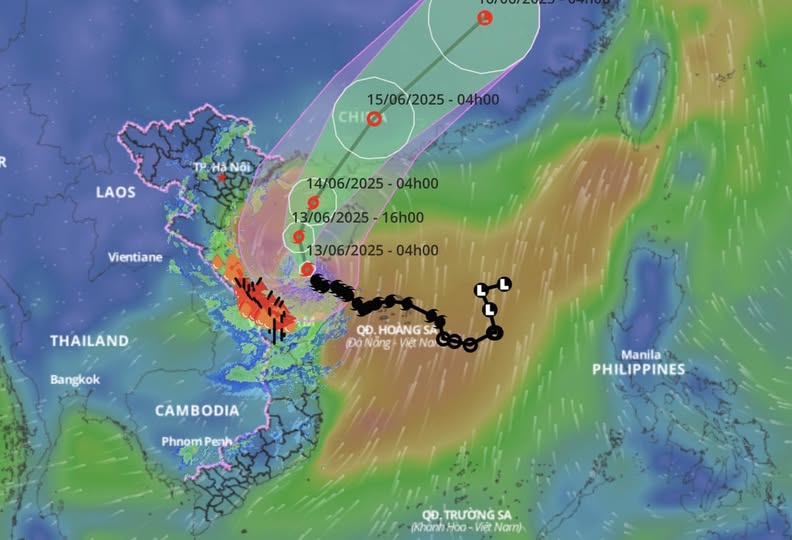 16/06/2025 - 04h00
15/06/2025 - 04h00
CHINA
TP. Hà Nội
14/06/2025 - 04h00
LAOS
13/06/2025 - 16h00
13/06/2025 - 04h00
Vientiane
L
L
L
QĐ. HOÀNG SA
(Đà Nẵng - Việt Nam)
THAILAND
Manila
PHILIPPINES
Bangkok
CAMBODIA
Phnom Penh
QĐ. TRƯỜNG SA
(Khánh Hòa - Việt Nam)